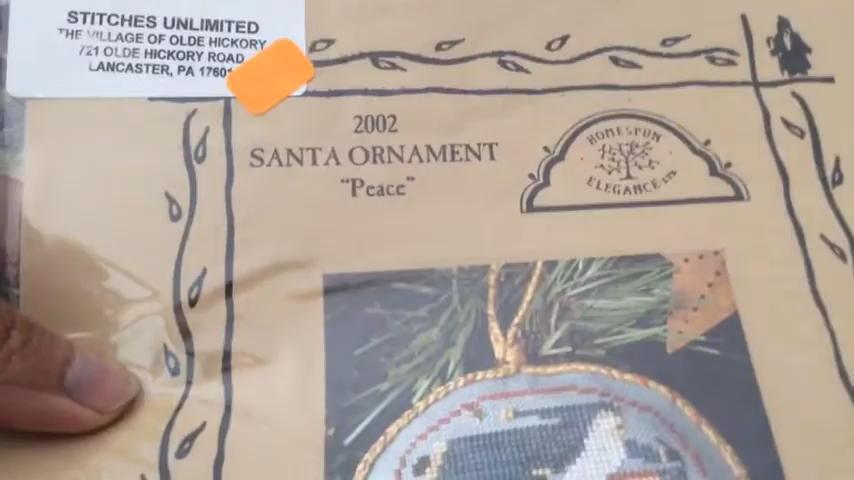 STITCHES UNLIMITED
THE VILLAGE OF OLDE HICKORY
721 OLDE HICKORY ROAD
LANCASTER, PA 17601
2002
SANTA ORNAMENT
"Peace"
HOMESPUN
ELEGANCE LTD